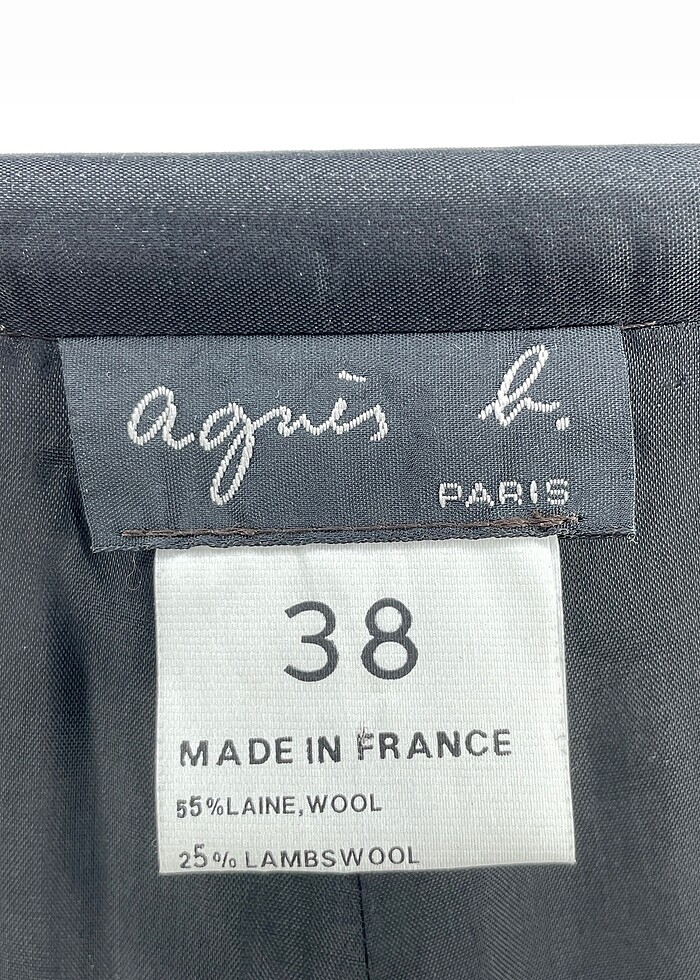 agnès b.
PARIS
38
MADE IN FRANCE
55%LAINE,WOOL
25% LAMBSWOOL